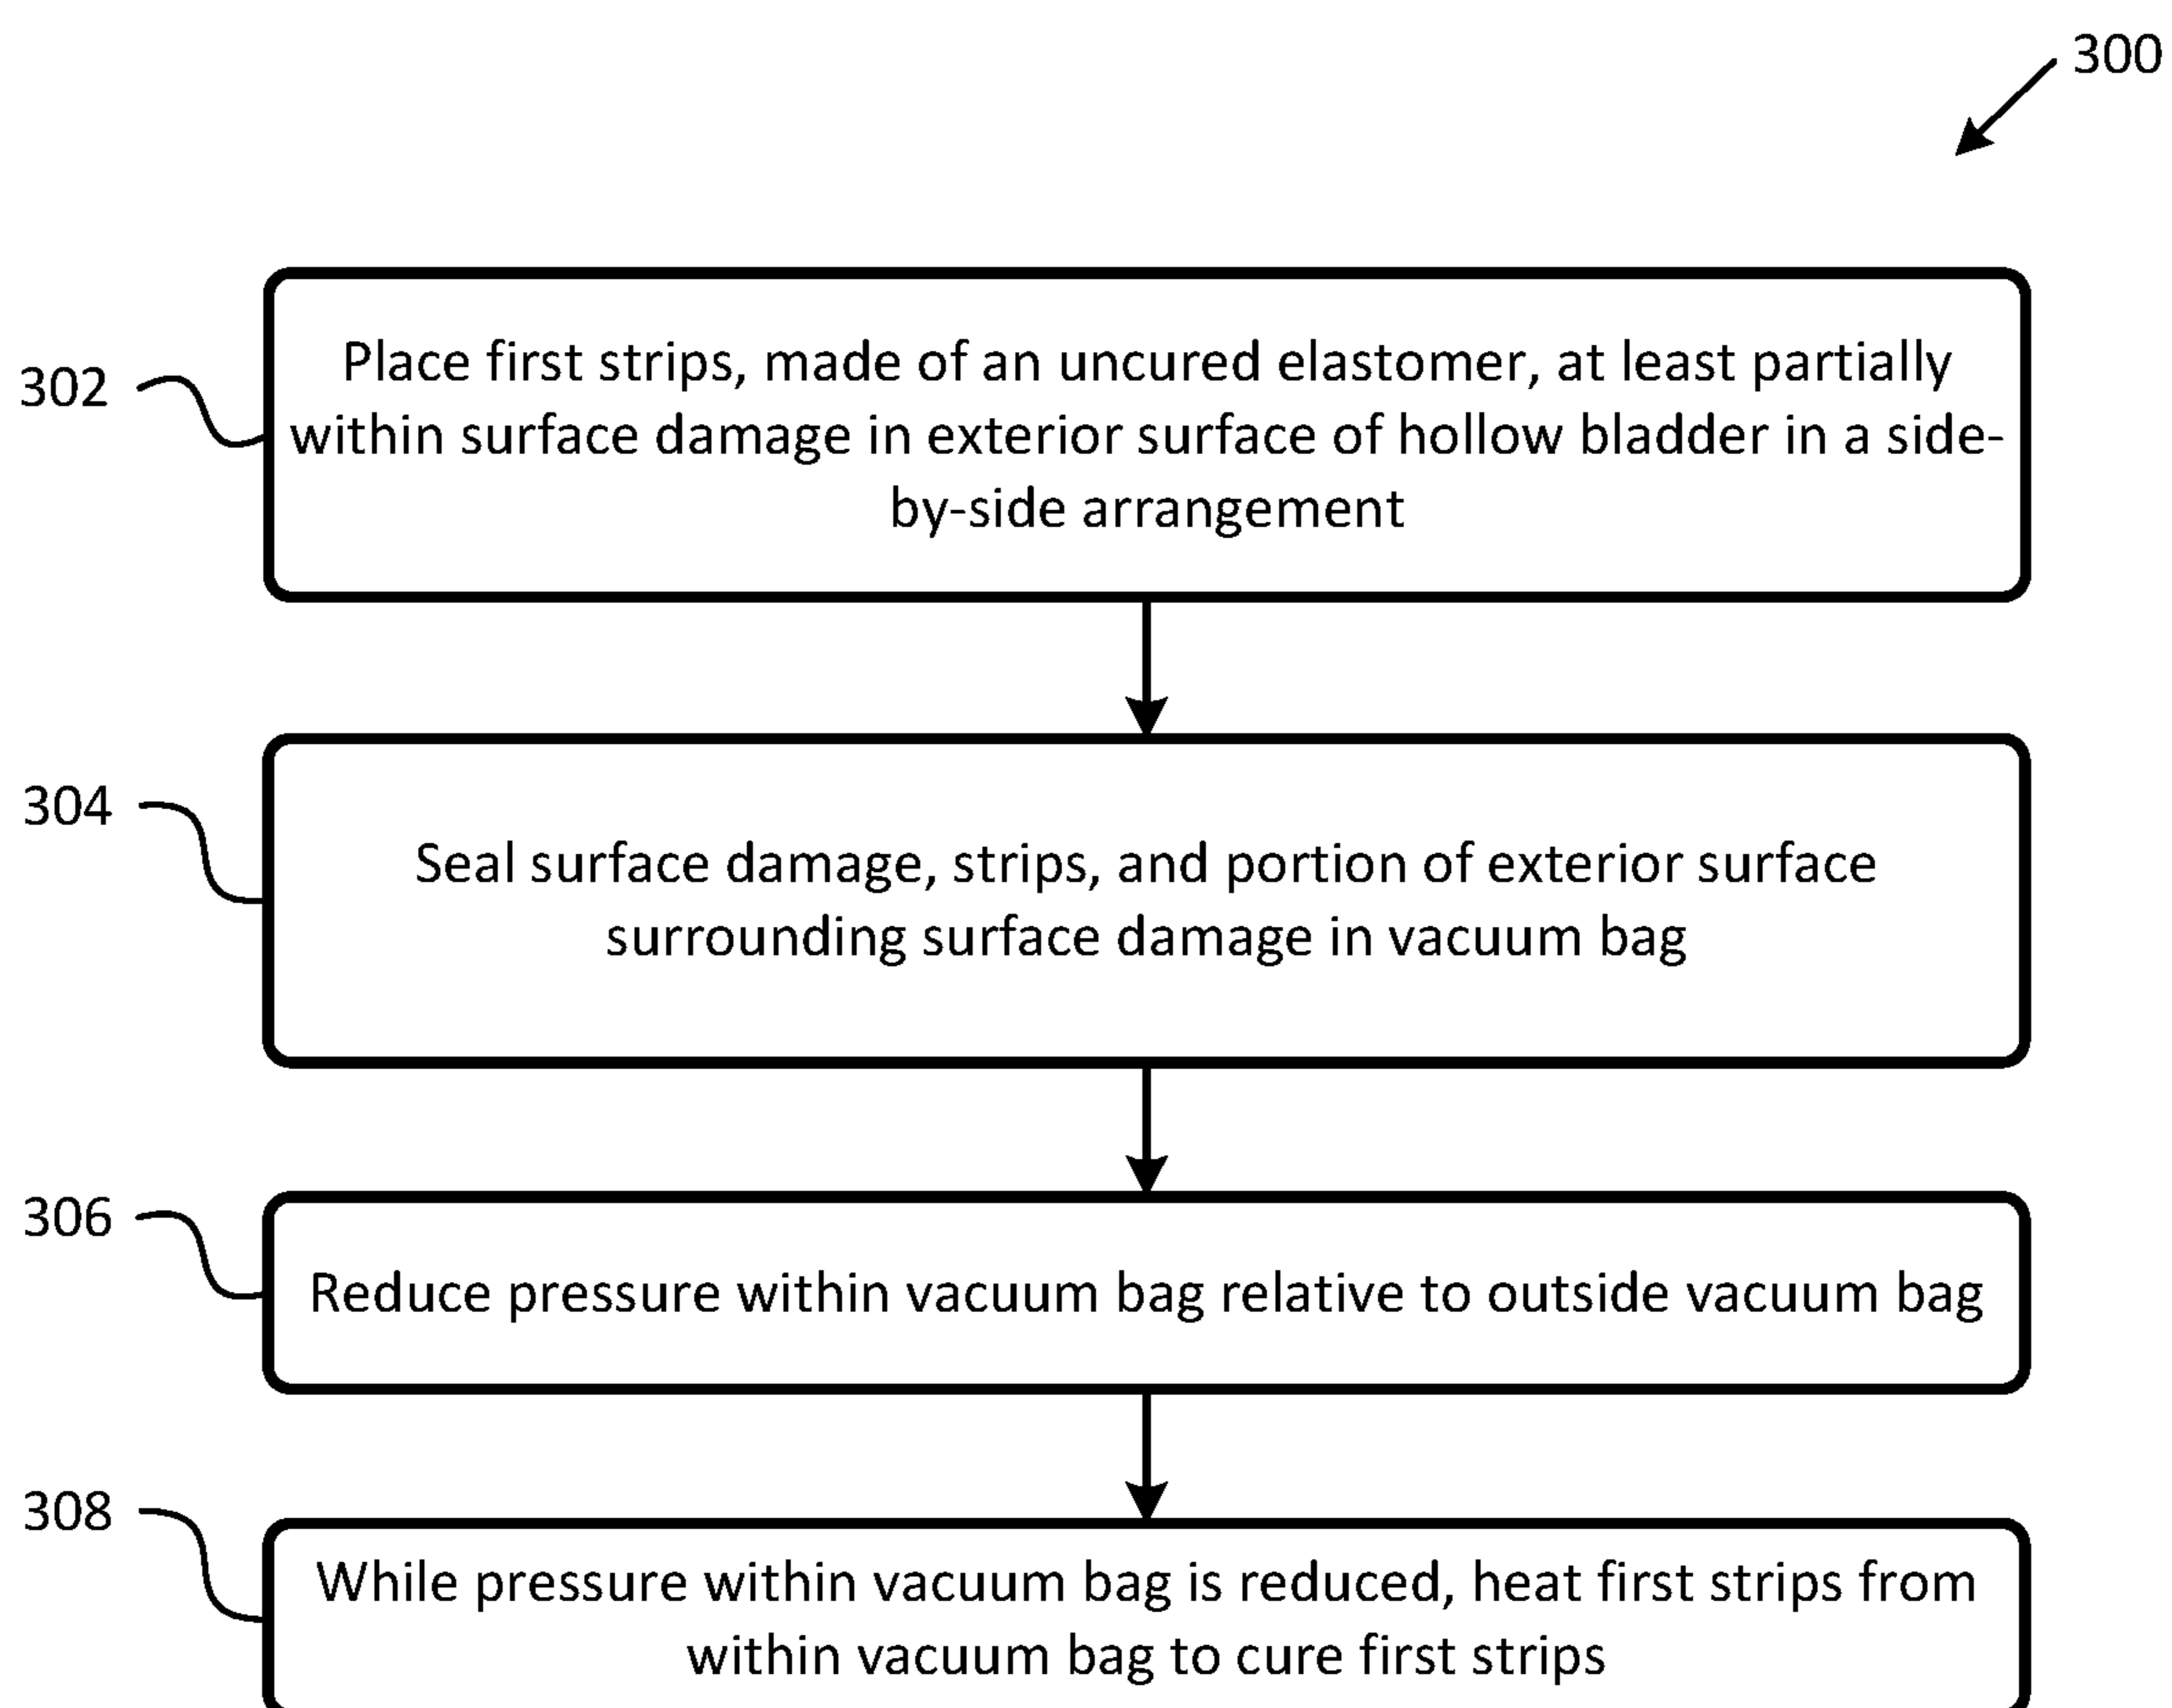 300
302
Place first strips, made of an uncured elastomer, at least partially
within surface damage in exterior surface of hollow bladder in a side-
by-side arrangement
304
Seal surface damage, strips, and portion of exterior surface
surrounding surface damage in vacuum bag
306
Reduce pressure within vacuum bag relative to outside vacuum bag
308
While pressure within vacuum bag is reduced, heat first strips from
within vacuum bag to cure first strips